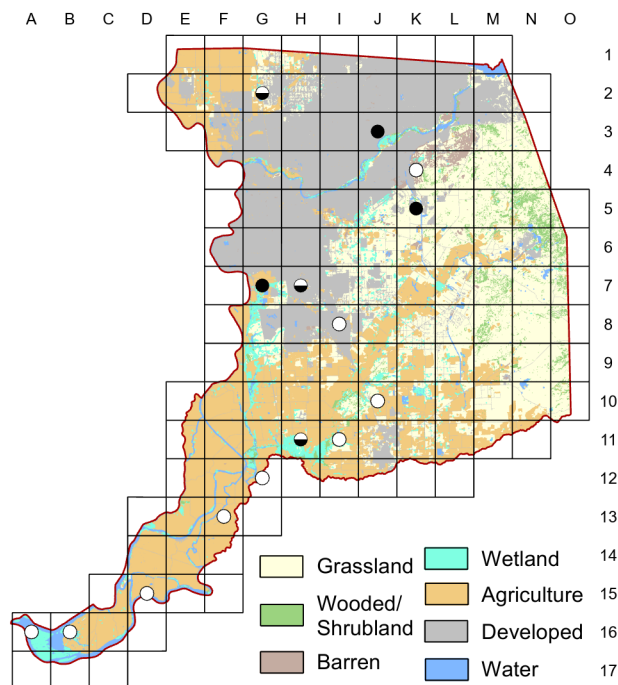 A B C D E F G H I J K L M N O
1
2
3
4
5
6
7
8
9
10
11
12
13
14
15
16
17
Grassland
Wooded/
Shrubland
Barren
Wetland
Agriculture
Developed
Water